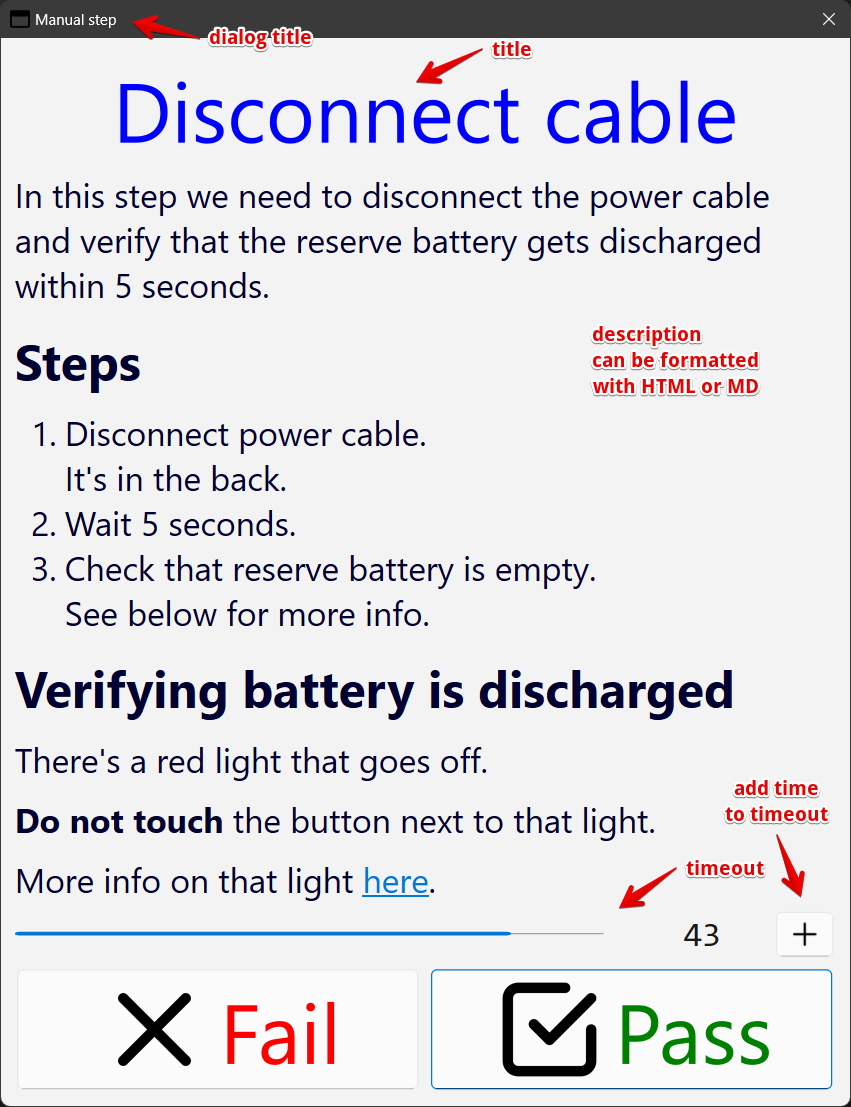 Manual step
dialog title
title
Disconnect cable
In this step we need to disconnect the power cable
and verify that the reserve battery gets discharged
within 5 seconds.
description
can be formatted
with HTML or MD
Steps
1. Disconnect power cable.
It's in the back.
2. Wait 5 seconds.
3. Check that reserve battery is empty.
See below for more info.
Verifying battery is discharged
There's a red light that goes off.
add time
to timeout
Do not touch the button next to that light.
timeout
More info on that light here.
43
Fail
Pass